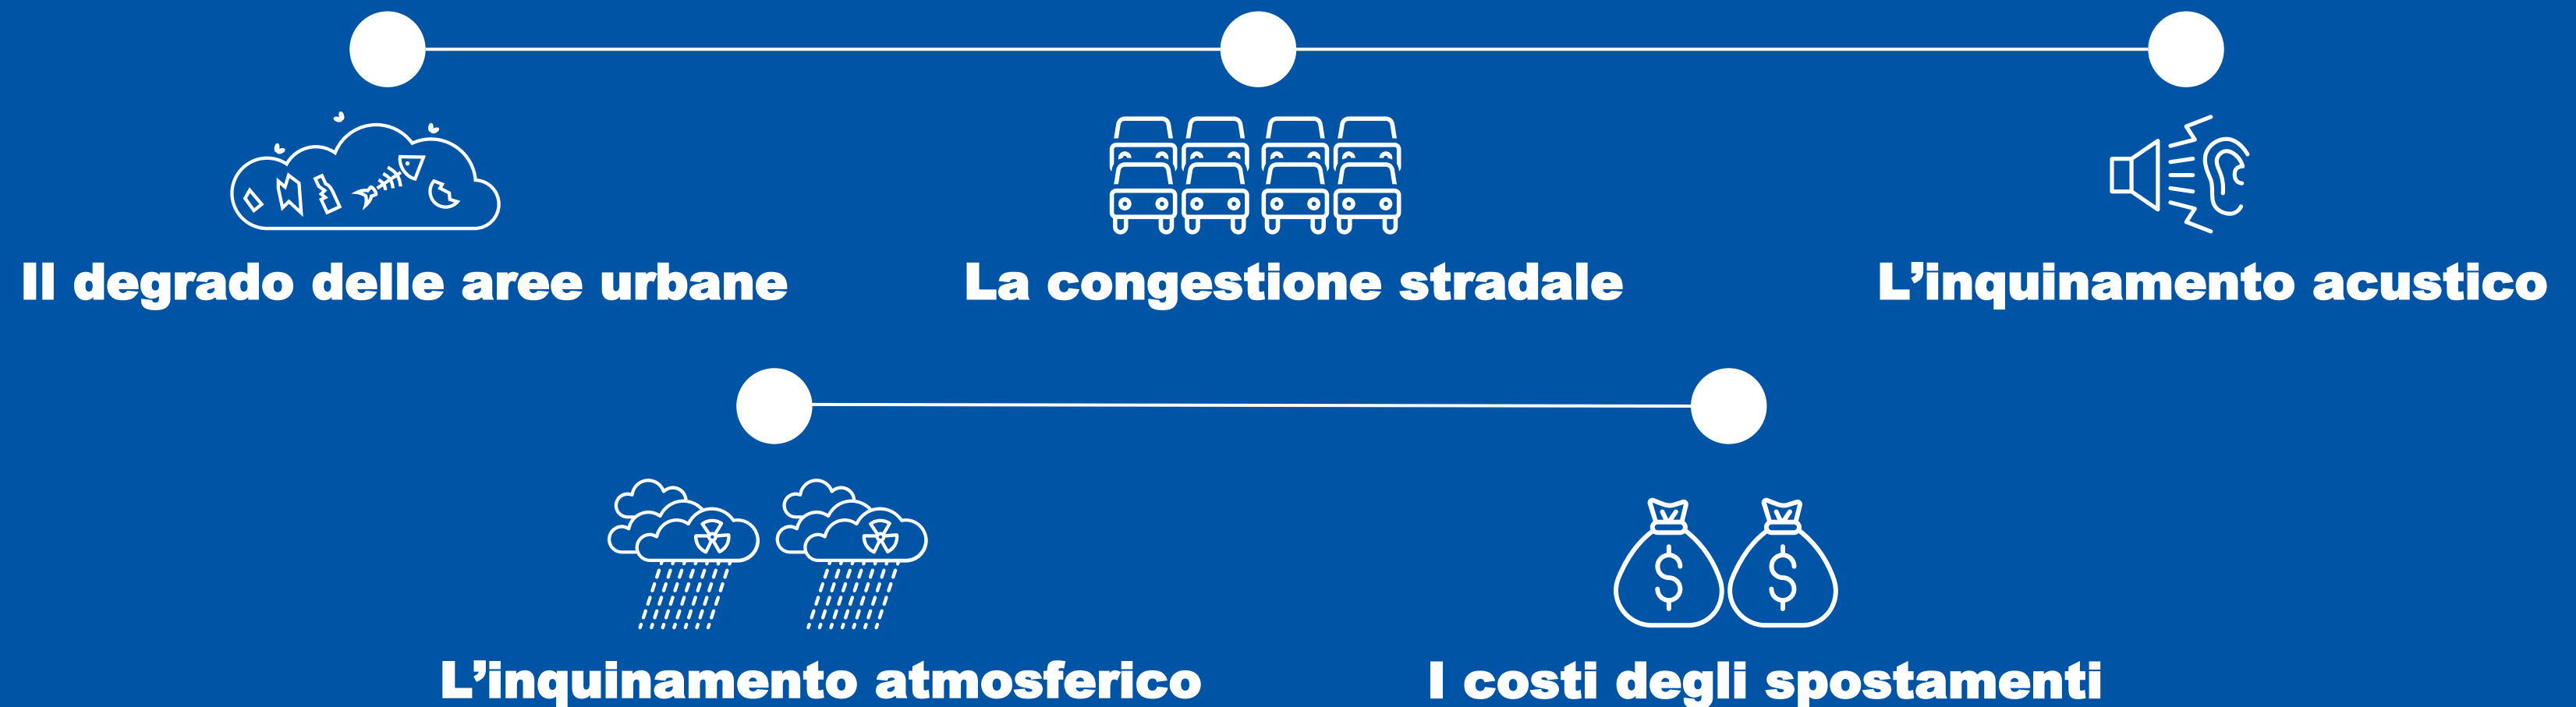 Il degrado delle aree urbane
La congestione stradale
L’inquinamento acustico
$ $
L’inquinamento atmosferico
I costi degli spostamenti